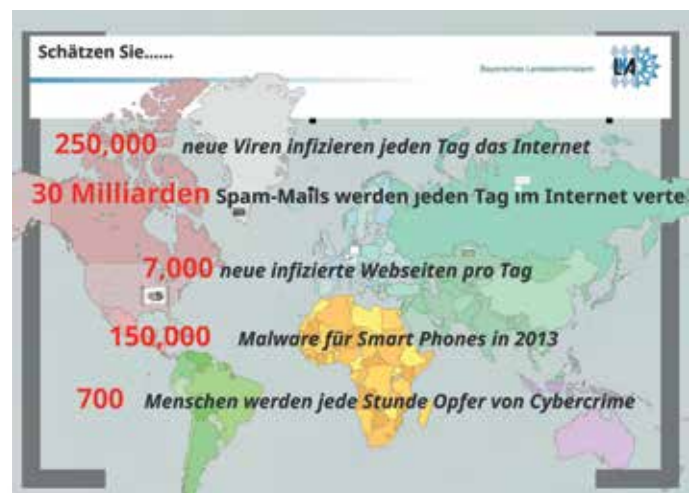 Schätzen Sie......
Bayerisches Landeskriminalamt
250,000 neue Viren infizieren jeden Tag das Internet
30 Milliarden Spam-Mails werden jeden Tag im Internet verte
7,000 neue infizierte Webseiten pro Tag
150,000 Malware für Smart Phones in 2013
700 Menschen werden jede Stunde Opfer von Cybercrime